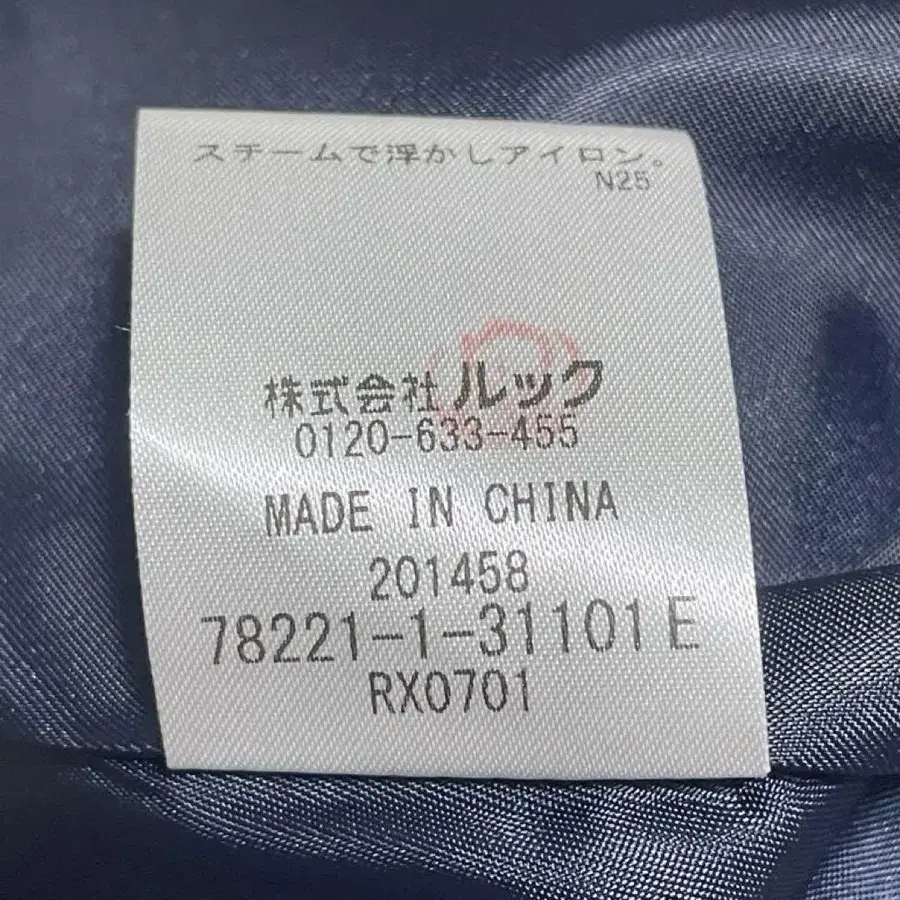 スチームで浮かしアイロン。
N25
株式会社ルック
0120-633-455
MADE IN CHINA
201458
78221-1-31101E
RX0701